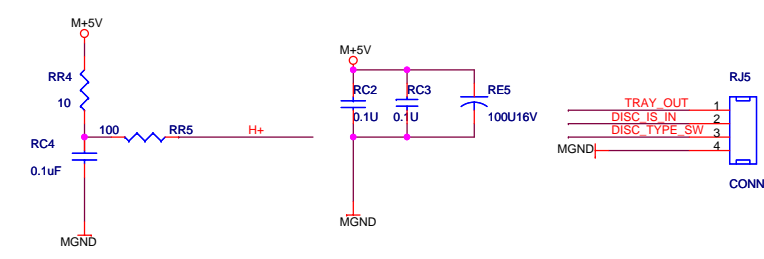 M+5V
RR4
10
RC4
0.1uF
100
RR5
H+
MGND
M+5V
RC2
0.1U
RC3
0.1U
RE5
100U16V
MGND
RJ5
TRAY_OUT 1
DISC_IS_IN 2
DISC_TYPE_SW 3
MGND 4
CONN